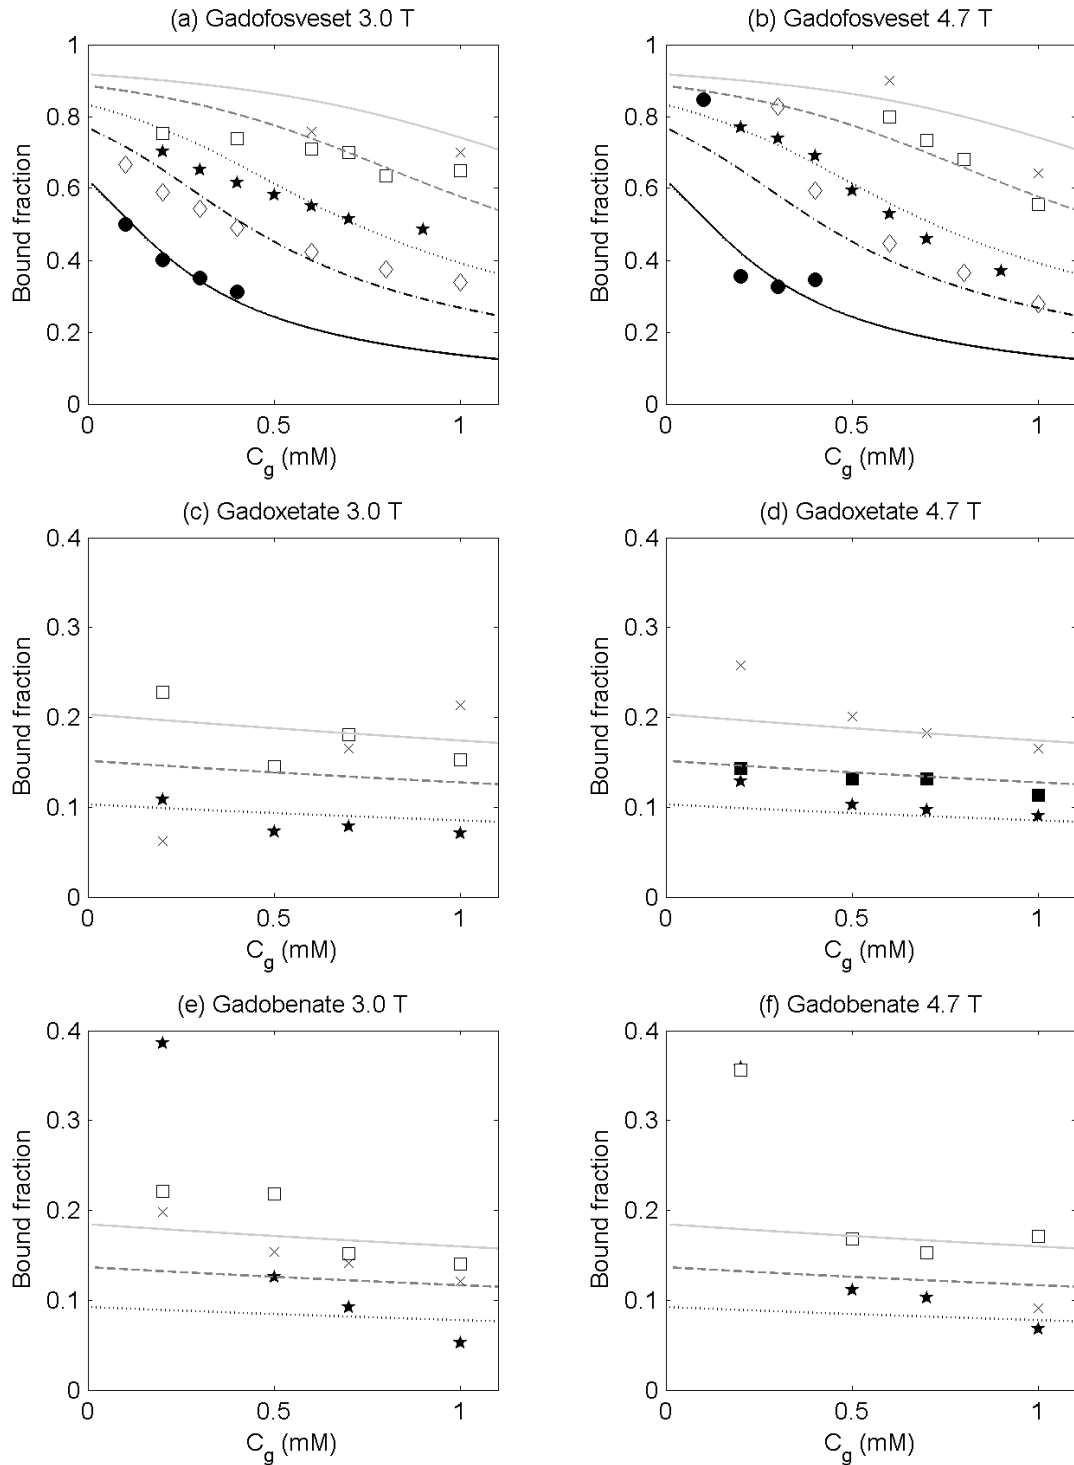 (a) Gadofosveset 3.0 T
Bound fraction
1
0.8
0.6
0.4
0.2
0
0 0.5 1
Cg (mM)
(b) Gadofosveset 4.7 T
Bound fraction
1
0.8
0.6
0.4
0.2
0
0 0.5 1
Cg (mM)
(c) Gadoxetate 3.0 T
Bound fraction
0.4
0.3
0.2
0.1
0
0 0.5 1
Cg (mM)
(d) Gadoxetate 4.7 T
Bound fraction
0.4
0.3
0.2
0.1
0
0 0.5 1
Cg (mM)
(e) Gadobenate 3.0 T
Bound fraction
0.4
0.3
0.2
0.1
0
0 0.5 1
Cg (mM)
(f) Gadobenate 4.7 T
Bound fraction
0.4
0.3
0.2
0.1
0
0 0.5 1
Cg (mM)